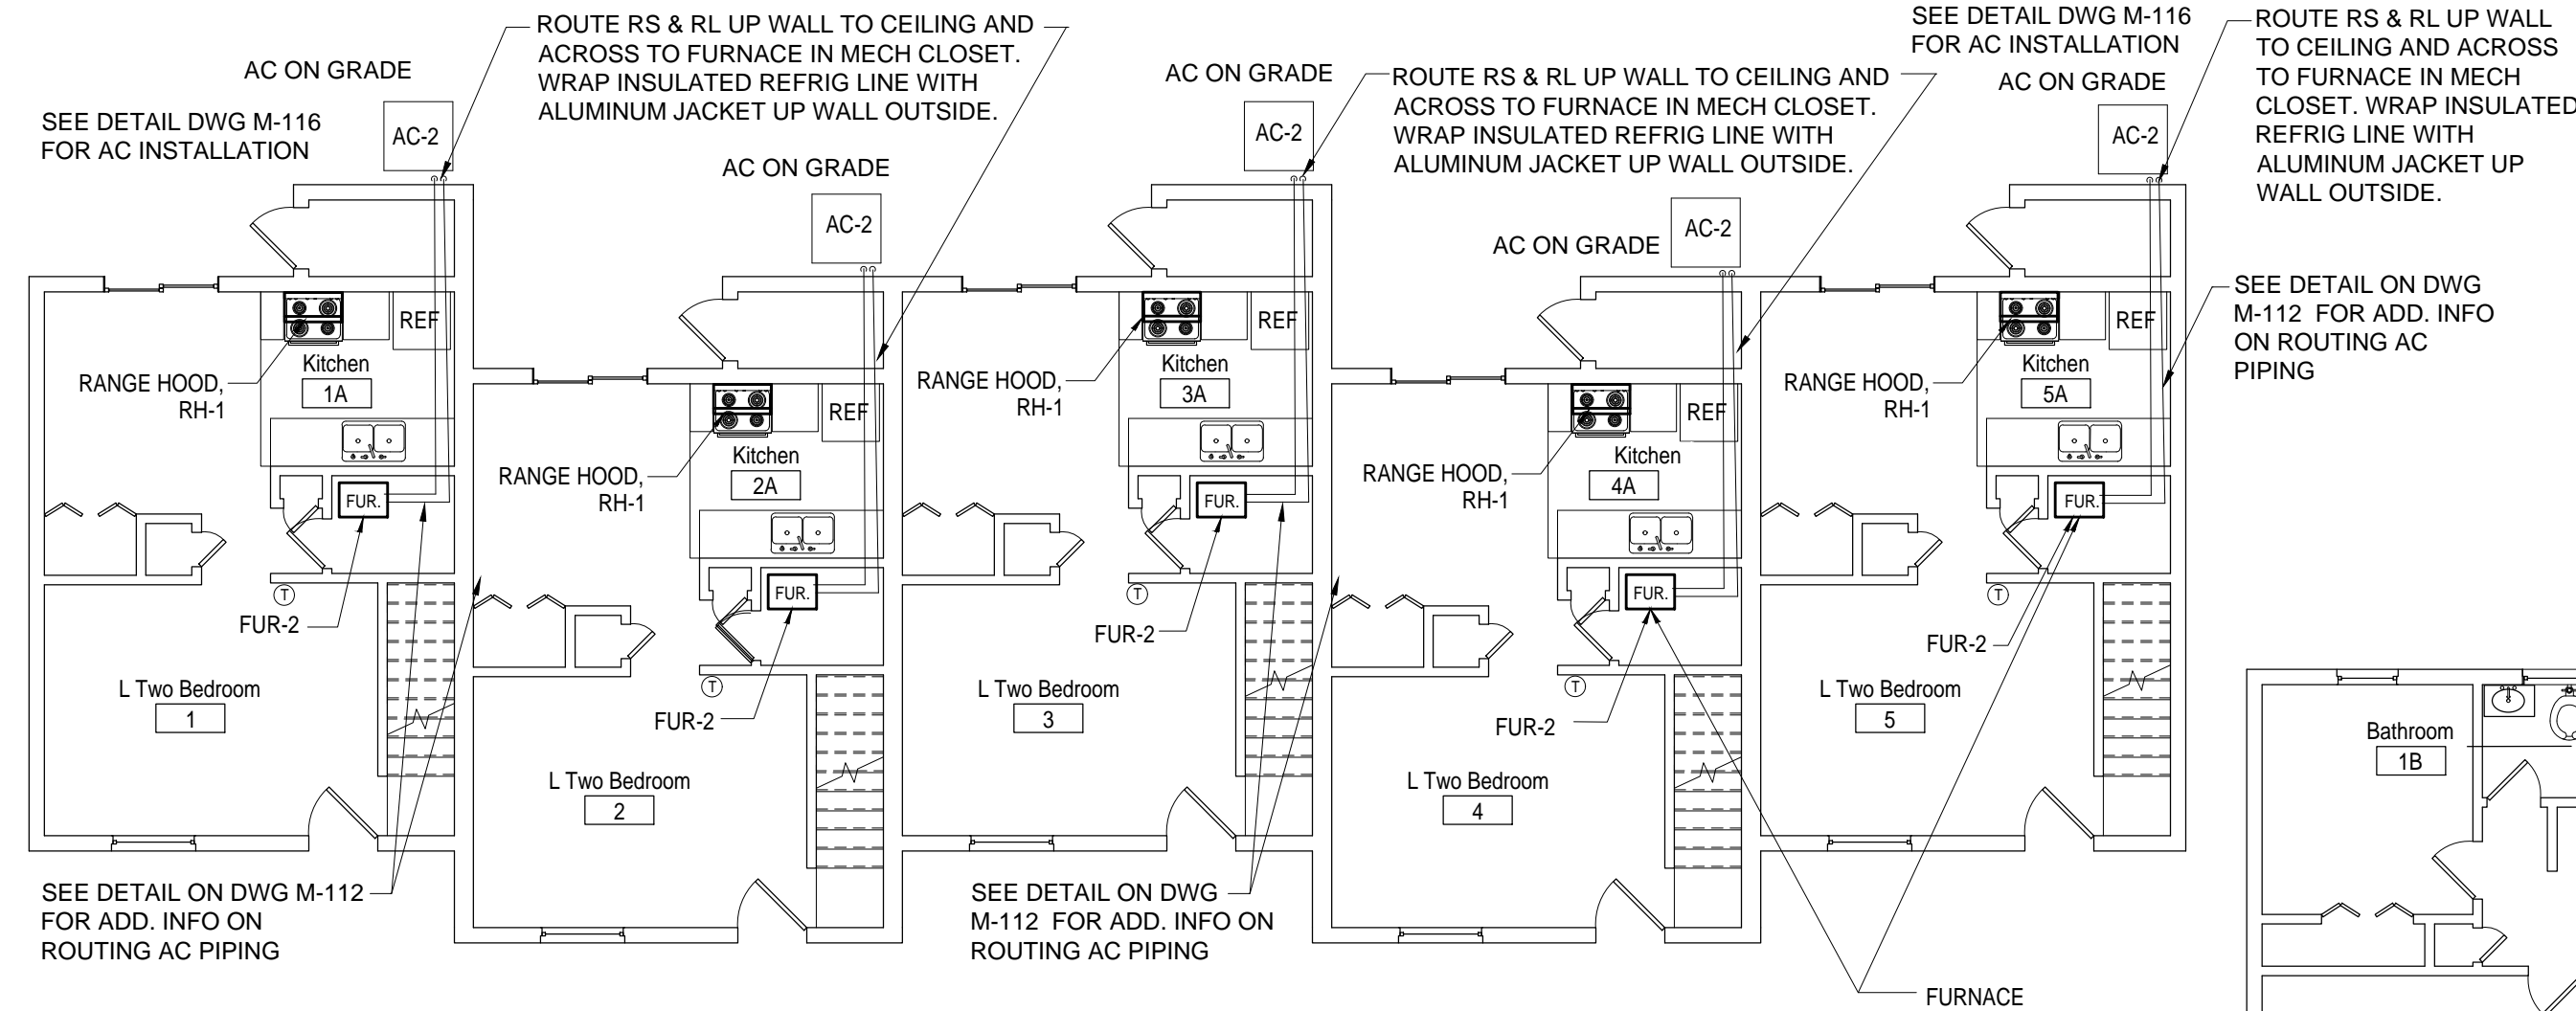 ROUTE RS & RL UP WALL TO CEILING AND
ACROSS TO FURNACE IN MECH CLOSET.
WRAP INSULATED REFRIG LINE WITH
ALUMINUM JACKET UP WALL OUTSIDE.
AC ON GRADE
SEE DETAIL DWG M-116
FOR AC INSTALLATION
AC-2
AC ON GRADE
AC-2
AC ON GRADE
AC-2
ROUTE RS & RL UP WALL TO CEILING AND
ACROSS TO FURNACE IN MECH CLOSET.
WRAP INSULATED REFRIG LINE WITH
ALUMINUM JACKET UP WALL OUTSIDE.
AC ON GRADE
AC-2
SEE DETAIL DWG M-116
FOR AC INSTALLATION
AC ON GRADE
AC-2
ROUTE RS & RL UP WALL
TO CEILING AND ACROSS
TO FURNACE IN MECH
CLOSET. WRAP INSULATED
REFRIG LINE WITH
ALUMINUM JACKET UP
WALL OUTSIDE.
SEE DETAIL ON DWG
M-112 FOR ADD. INFO
ON ROUTING AC
PIPING
REF
Kitchen
1A
RANGE HOOD,
RH-1
FUR.
T
FUR-2
L Two Bedroom
1
REF
Kitchen
2A
RANGE HOOD,
RH-1
FUR.
T
FUR-2
L Two Bedroom
2
REF
Kitchen
3A
RANGE HOOD,
RH-1
FUR.
T
FUR-2
L Two Bedroom
3
REF
Kitchen
4A
RANGE HOOD,
RH-1
FUR.
T
FUR-2
L Two Bedroom
4
REF
Kitchen
5A
RANGE HOOD,
RH-1
FUR.
T
FUR-2
L Two Bedroom
5
Bathroom
1B
SEE DETAIL ON DWG M-112
FOR ADD. INFO ON
ROUTING AC PIPING
SEE DETAIL ON DWG
M-112 FOR ADD. INFO ON
ROUTING AC PIPING
FURNACE